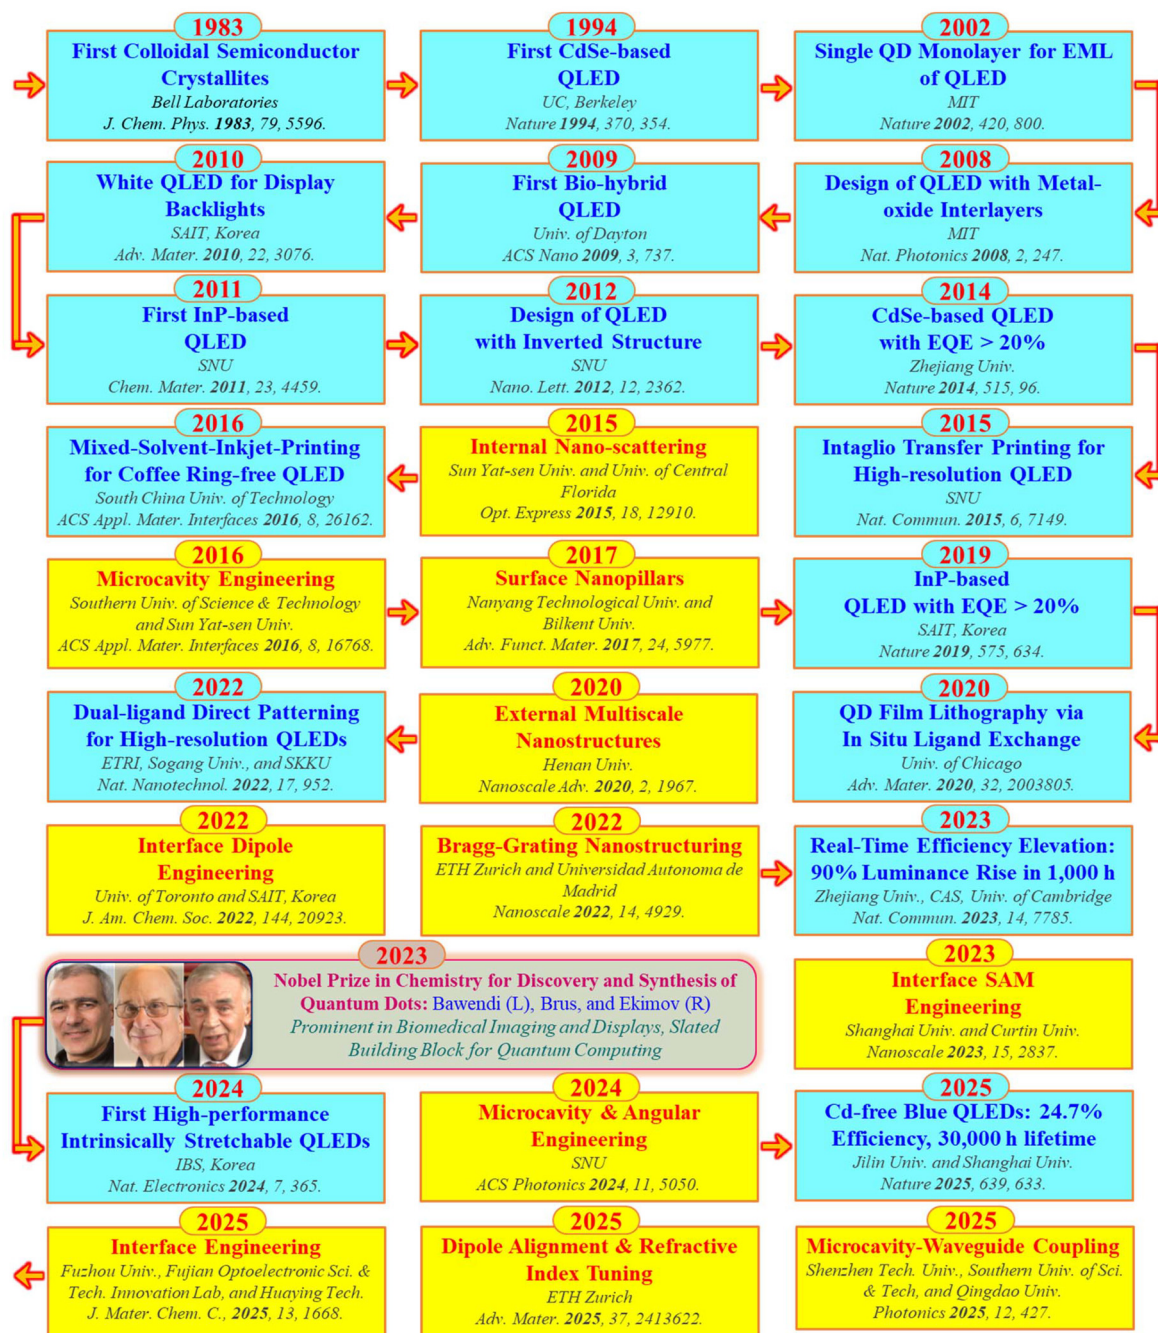 1983
First Colloidal Semiconductor
Crystallites
Bell Laboratories
J. Chem. Phys. 1983, 79, 5596.
1994
First CdSe-based
QLED
UC, Berkeley
Nature 1994, 370, 354.
2002
Single QD Monolayer for EML
of QLED
MIT
Nature 2002, 420, 800.
2010
White QLED for Display
Backlights
SAIT, Korea
Adv. Mater. 2010, 22, 3076.
2009
First Bio-hybrid
QLED
Univ. of Dayton
ACS Nano 2009, 3, 737.
2008
Design of QLED with Metal-
oxide Interlayers
MIT
Nat. Photonics 2008, 2, 247.
2011
First InP-based
QLED
SNU
Chem. Mater. 2011, 23, 4459.
2012
Design of QLED
with Inverted Structure
SNU
Nano. Lett. 2012, 12, 2362.
2014
CdSe-based QLED
with EQE > 20%
Zhejiang Univ.
Nature 2014, 515, 96.
2016
Mixed-Solvent-Inkjet-Printing
for Coffee Ring-free QLED
South China Univ. of Technology
ACS Appl. Mater. Interfaces 2016, 8, 26162.
2015
Internal Nano-scattering
Sun Yat-sen Univ. and Univ. of Central
Florida
Opt. Express 2015, 18, 12910.
2015
Intaglio Transfer Printing for
High-resolution QLED
SNU
Nat. Commun. 2015, 6, 7149.
2016
Microcavity Engineering
Southern Univ. of Science & Technology
and Sun Yat-sen Univ.
ACS Appl. Mater. Interfaces 2016, 8, 16768.
2017
Surface Nanopillars
Nanyang Technological Univ. and
Bilkent Univ.
Adv. Funct. Mater. 2017, 24, 5977.
2019
InP-based
QLED with EQE > 20%
SAIT, Korea
Nature 2019, 575, 634.
2022
Dual-ligand Direct Patterning
for High-resolution QLEDs
ETRI, Sogang Univ., and SKKU
Nat. Nanotechnol. 2022, 17, 952.
2020
External Multiscale
Nanostructures
Henan Univ.
Nanoscale Adv. 2020, 2, 1967.
2020
QD Film Lithography via
In Situ Ligand Exchange
Univ. of Chicago
Adv. Mater. 2020, 32, 2003805.
2022
Interface Dipole
Engineering
Univ. of Toronto and SAIT, Korea
J. Am. Chem. Soc. 2022, 144, 20923.
2022
Bragg-Grating Nanostructuring
ETH Zurich and Universidad Autonoma de
Madrid
Nanoscale 2022, 14, 4929.
2023
Real-Time Efficiency Elevation:
90% Luminance Rise in 1,000 h
Zhejiang Univ., CAS, Univ. of Cambridge
Nat. Commun. 2023, 14, 7785.
2023
Nobel Prize in Chemistry for Discovery and Synthesis of
Quantum Dots: Bawendi (L), Brus, and Ekimov (R)
Prominent in Biomedical Imaging and Displays, Slated
Building Block for Quantum Computing
2023
Interface SAM
Engineering
Shanghai Univ. and Curtin Univ.
Nanoscale 2023, 15, 2837.
2024
First High-performance
Intrinsically Stretchable QLEDs
IBS, Korea
Nat. Electronics 2024, 7, 365.
2024
Microcavity & Angular
Engineering
SNU
ACS Photonics 2024, 11, 5050.
2025
Cd-free Blue QLEDs: 24.7%
Efficiency, 30,000 h lifetime
Jilin Univ. and Shanghai Univ.
Nature 2025, 639, 633.
2025
Interface Engineering
Fuzhou Univ., Fujian Optoelectronic Sci. &
Tech. Innovation Lab, and Huaying Tech.
J. Mater. Chem. C., 2025, 13, 1668.
2025
Dipole Alignment & Refractive
Index Tuning
ETH Zurich
Adv. Mater. 2025, 37, 2413622.
2025
Microcavity-Waveguide Coupling
Shenzhen Tech. Univ., Southern Univ. of Sci.
& Tech, and Qingdao Univ.
Photonics 2025, 12, 427.